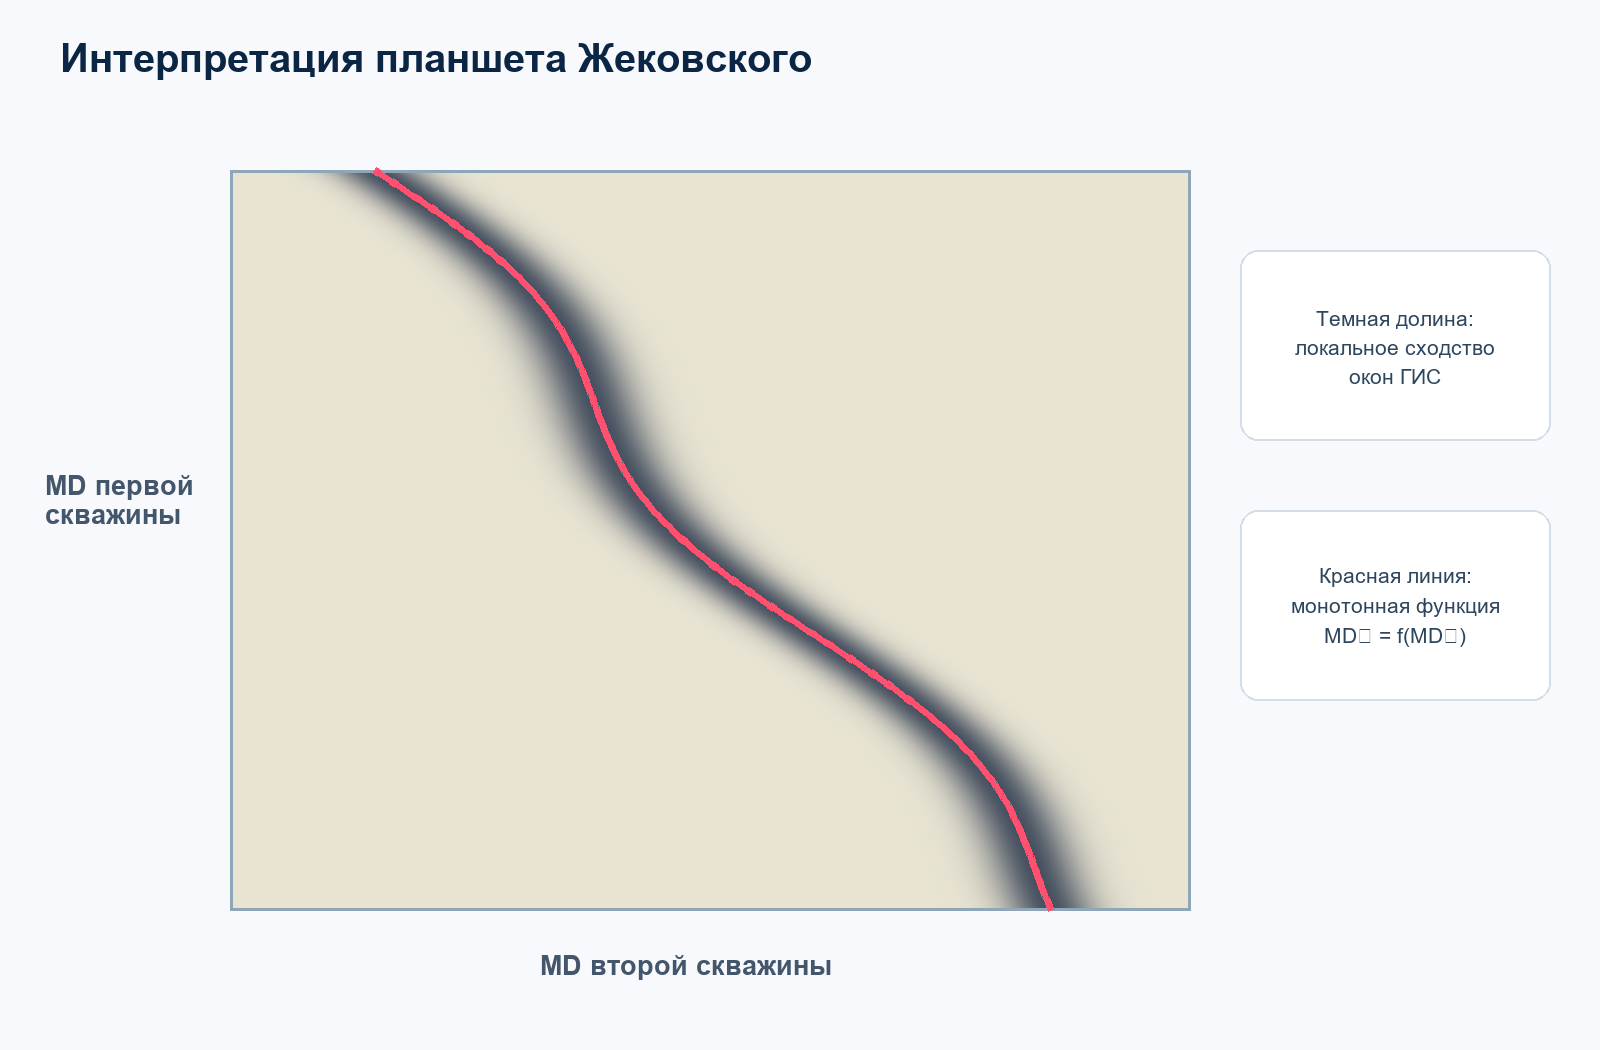 Интерпретация планшета Жековского
Темная долина:
локальное сходство
окон ГИС
MD первой
скважины
Красная линия:
монотонная функция
MD□ = f(MD□)
MD второй скважины